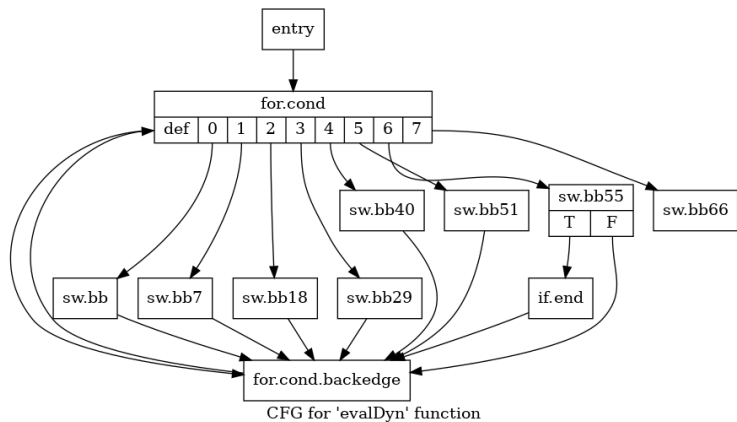 entry
for.cond
def 0 1 2 3 4 5 6 7
sw.bb40 sw.bb51 sw.bb55 sw.bb66
T F
sw.bb sw.bb7 sw.bb18 sw.bb29 if.end
for.cond.backedge
CFG for 'evalDyn' function